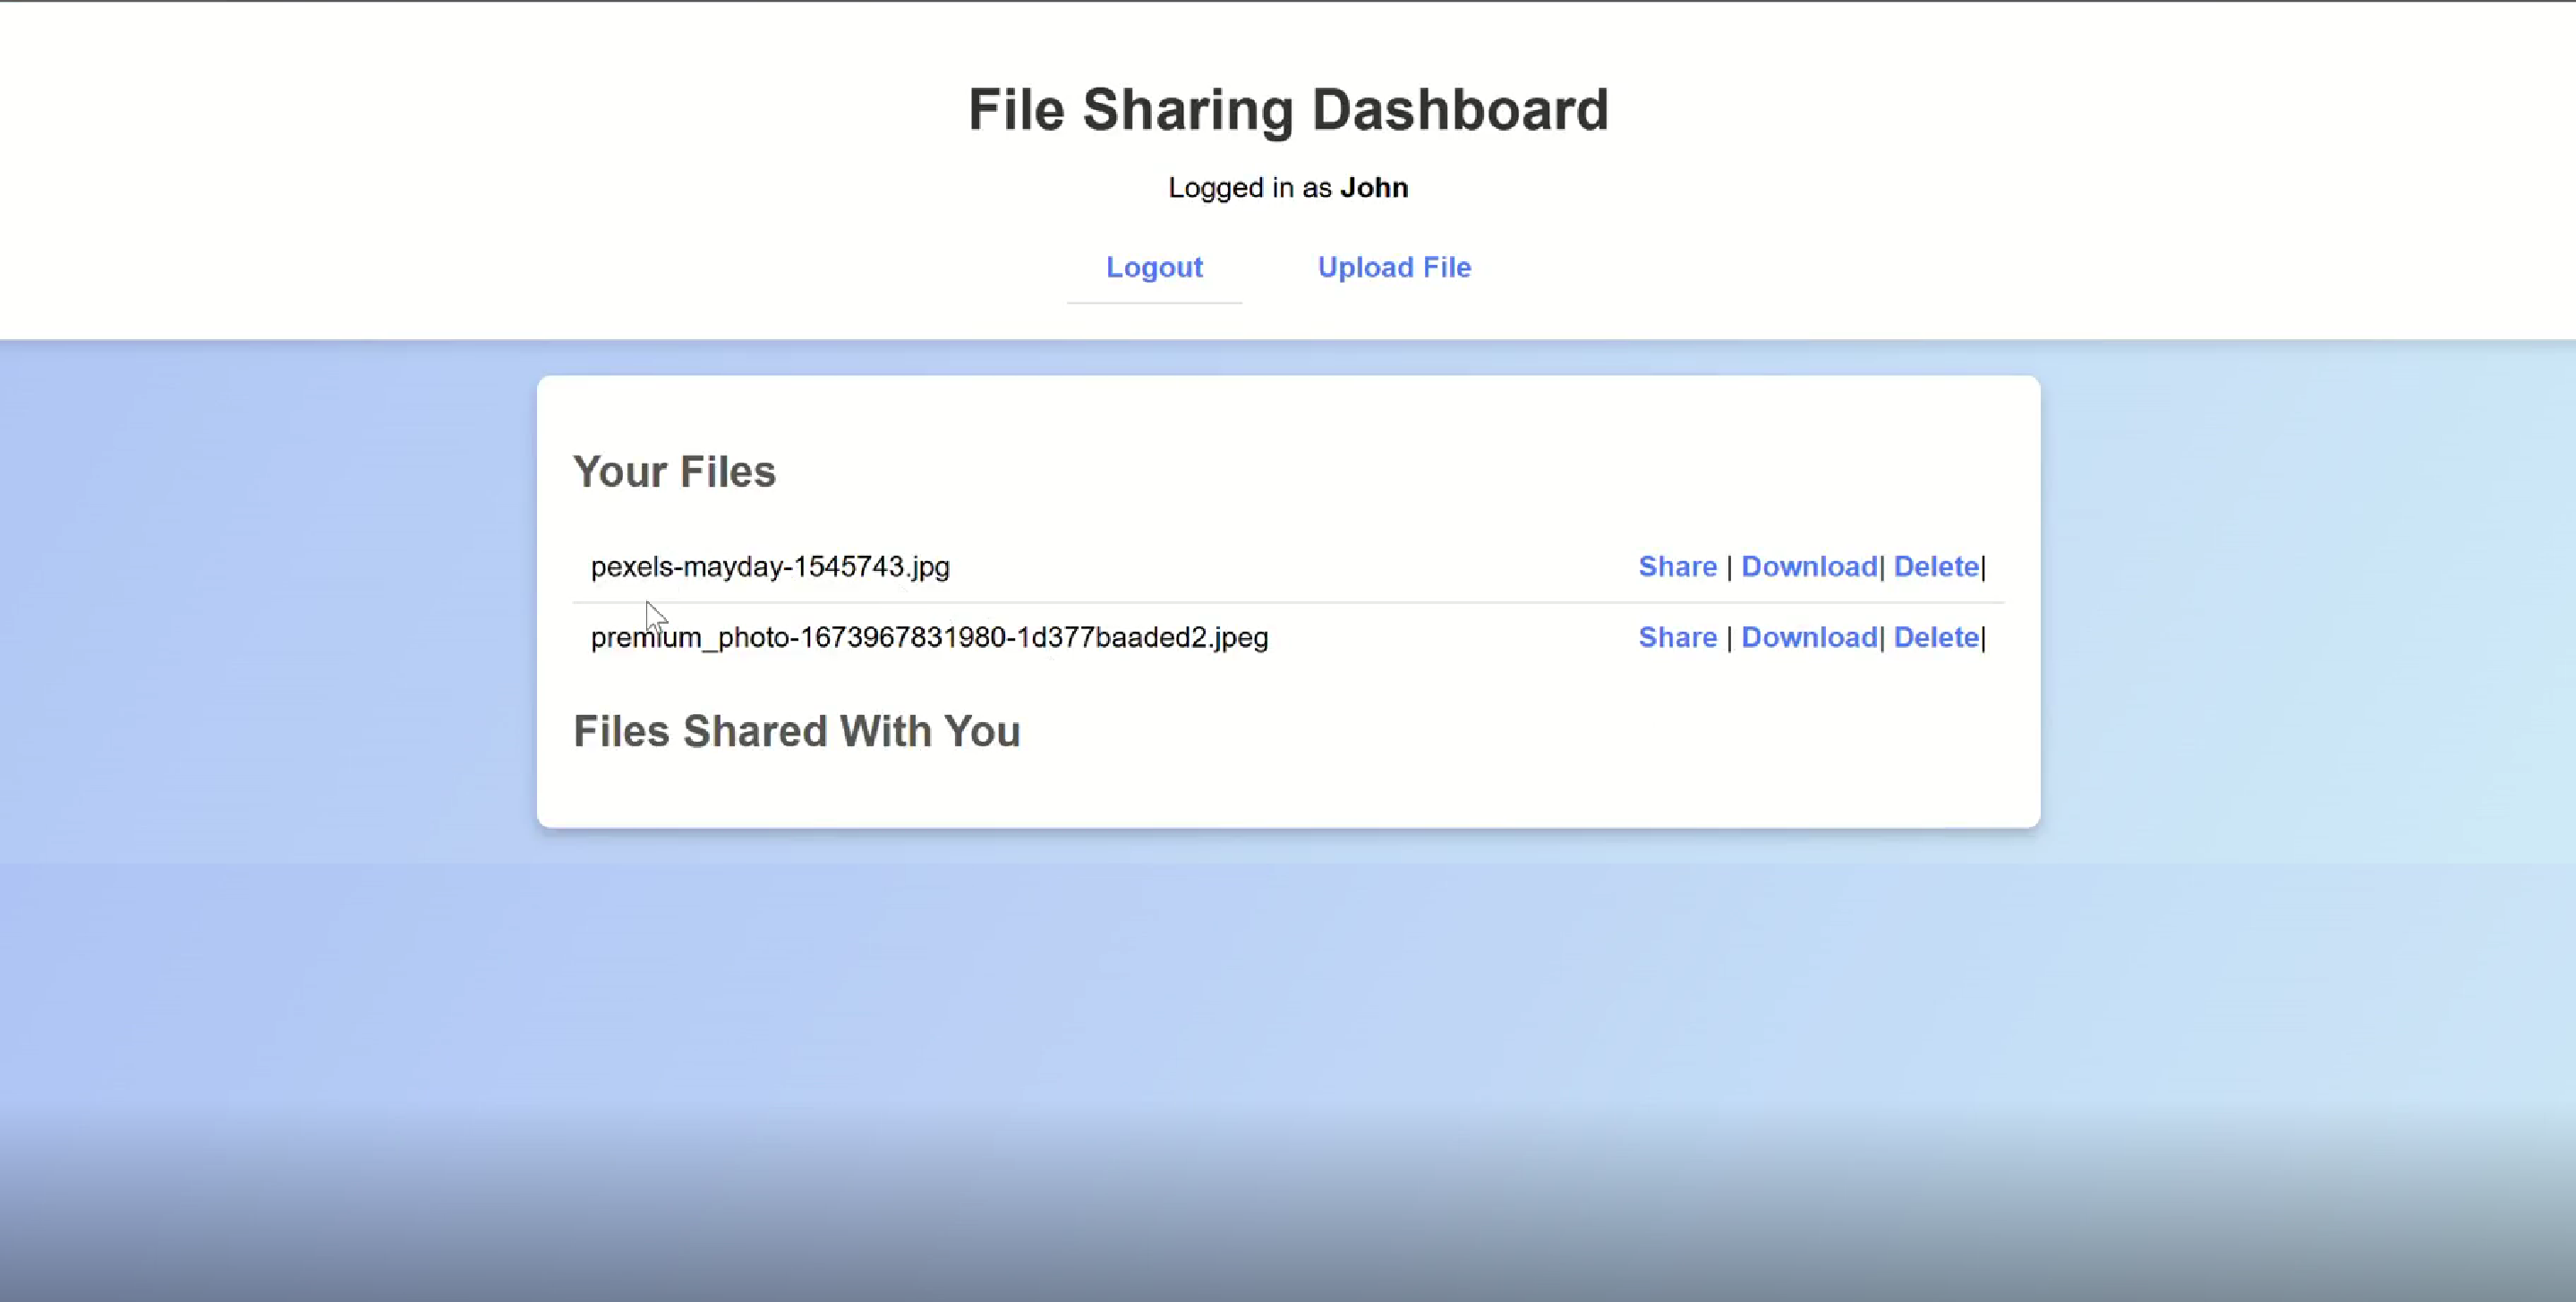 File Sharing Dashboard
Logged in as John
Logout Upload File
Your Files
pexels-mayday-1545743.jpg Share | Download| Delete|
premium_photo-1673967831980-1d377baaded2.jpeg Share | Download| Delete|
Files Shared With You